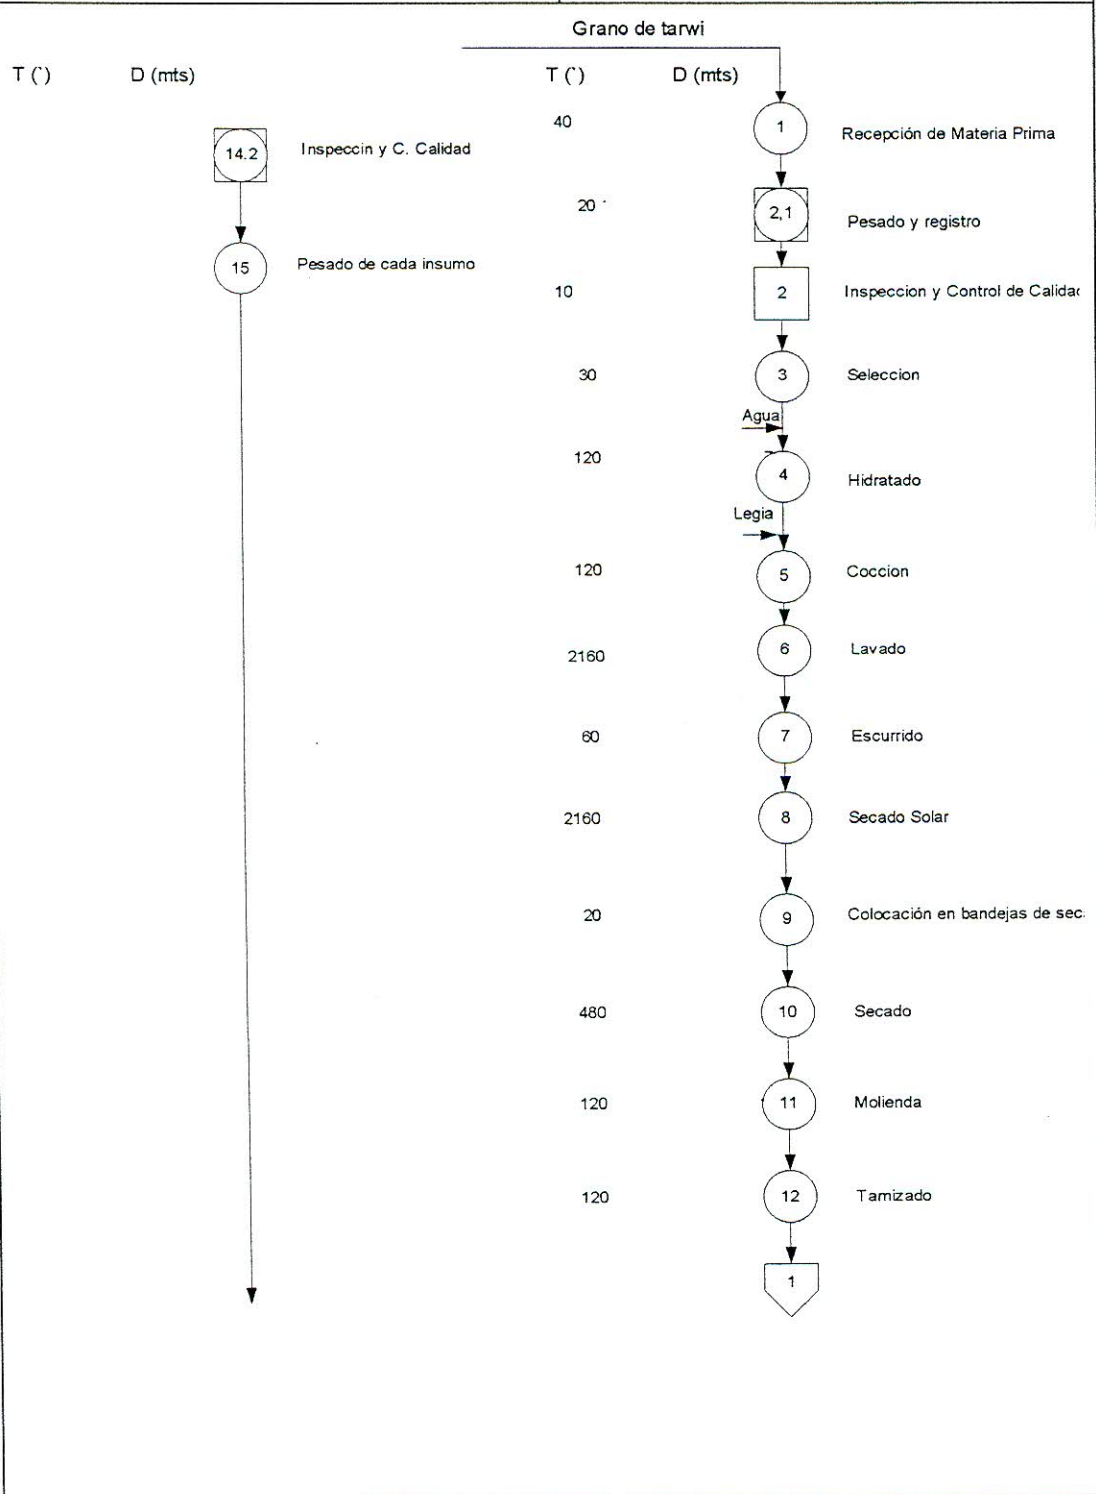 Grano de tarwi
T (`) D (mts) T (`) D (mts)
40 1 Recepción de Materia Prima
14.2 Inspeccin y C. Calidad
20 2,1 Pesado y registro
15 Pesado de cada insumo
10 2 Inspeccion y Control de Calidad
30 3 Seleccion
Agua
120 4 Hidratado
Legia
120 5 Coccion
2160 6 Lavado
60 7 Escurrido
2160 8 Secado Solar
20 9 Colocación en bandejas de sec
480 10 Secado
120 11 Molienda
120 12 Tamizado
1